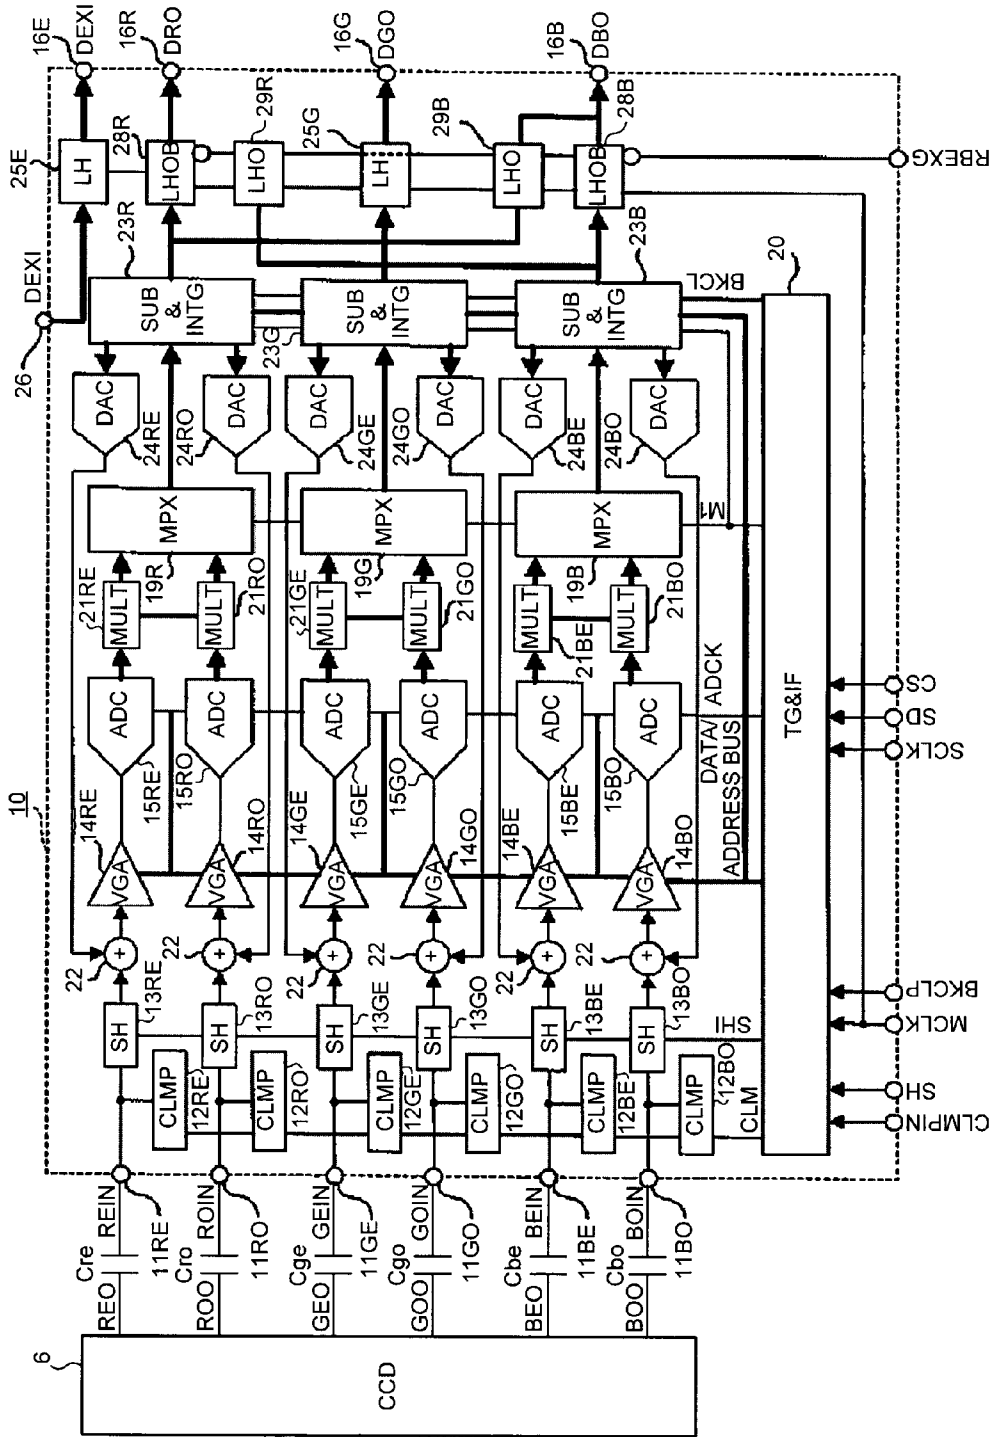 6
CCD
REO
ROO
GEO
GOO
BEO
BOO
Cre
Cro
Cge
Cgo
Cbe
Cbo
REIN
ROIN
GEIN
GOIN
BEIN
BOIN
11RE
11RO
11GE
11GO
11BE
11BO
10
CLMP
CLMP
CLMP
CLMP
CLMP
CLMP
12RE
12RO
12GE
12GO
12BE
12BO
CLM
SH
SH
SH
SH
SH
SH
13RE
13RO
13GE
13GO
13BE
13BO
SHI
22
22
22
22
22
22
+
+
+
+
+
+
VGA
VGA
VGA
VGA
VGA
VGA
14RE
14RO
14GE
14GO
14BE
14BO
DATA/
ADDRESS BUS
ADC
ADC
ADC
ADC
ADC
ADC
15RE
15RO
15GE
15GO
15BE
15BO
ADCK
MULT
MULT
MULT
MULT
MULT
MULT
21RE
21RO
21GE
21GO
21BE
21BO
MPX
MPX
MPX
19R
19G
19B
M1
DAC
DAC
DAC
DAC
DAC
DAC
24RE
24RO
24GE
24GO
24BE
24BO
SUB
&
INTG
SUB
&
INTG
SUB
&
INTG
23R
23G
23B
BKCL
20
TG&IF
26
DEXI
25E
LH
28R
LHOB
29R
LHO
25G
LH
29B
LHO
28B
LHOB
16E
DEXI
16R
DRO
16G
DGO
16B
DBO
CLMPIN
SH
MCLK
BKCLP
SCLK
SD
CS
RBEXG